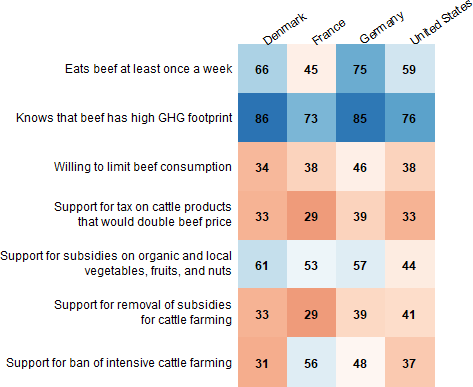 Denmark France Germany United States
Eats beef at least once a week 66 45 75 59
Knows that beef has high GHG footprint 86 73 85 76
Willing to limit beef consumption 34 38 46 38
Support for tax on cattle products
that would double beef price 33 29 39 33
Support for subsidies on organic and local
vegetables, fruits, and nuts 61 53 57 44
Support for removal of subsidies
for cattle farming 33 29 39 41
Support for ban of intensive cattle farming 31 56 48 37